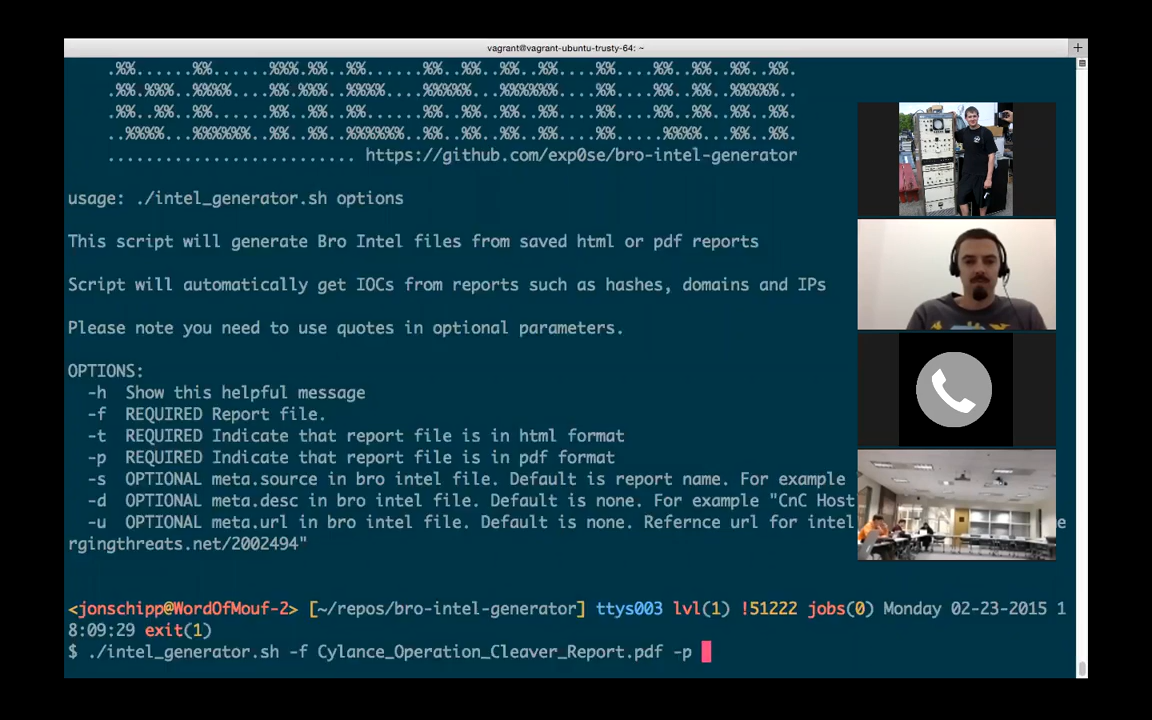 vagrant@vagrant-ubuntu-trusty-64: ~
.%%......%%......%%%.%%..%%......%%..%%..%%..%%....%%....%%..%%..%%..%%.
.%%.%%%..%%%%....%%.%%%..%%%%....%%%%%%..%%%%%%....%%....%%..%%..%%%%%..
.%%..%%..%%......%%..%%..%%......%%..%%..%%..%%....%%....%%..%%..%%..%%.
..%%%%...%%%%%%..%%..%%..%%%%%%..%%..%%..%%..%%....%%.....%%%%...%%..%%.
.......................... https://github.com/exp0se/bro-intel-generator
usage: ./intel_generator.sh options
This script will generate Bro Intel files from saved html or pdf reports
Script will automatically get IOCs from reports such as hashes, domains and IPs
Please note you need to use quotes in optional parameters.
OPTIONS:
-h Show this helpful message
-f REQUIRED Report file.
-t REQUIRED Indicate that report file is in html format
-p REQUIRED Indicate that report file is in pdf format
-s OPTIONAL meta.source in bro intel file. Default is report name. For example
-d OPTIONAL meta.desc in bro intel file. Default is none. For example "CnC Host
-u OPTIONAL meta.url in bro intel file. Default is none. Refernce url for intel e
rgingthreats.net/2002494"
<jonschipp@WordOfMouf-2> [~/repos/bro-intel-generator] ttys003 lvl(1) !51222 jobs(0) Monday 02-23-2015 1
8:09:29 exit(1)
$ ./intel_generator.sh -f Cylance_Operation_Cleaver_Report.pdf -p